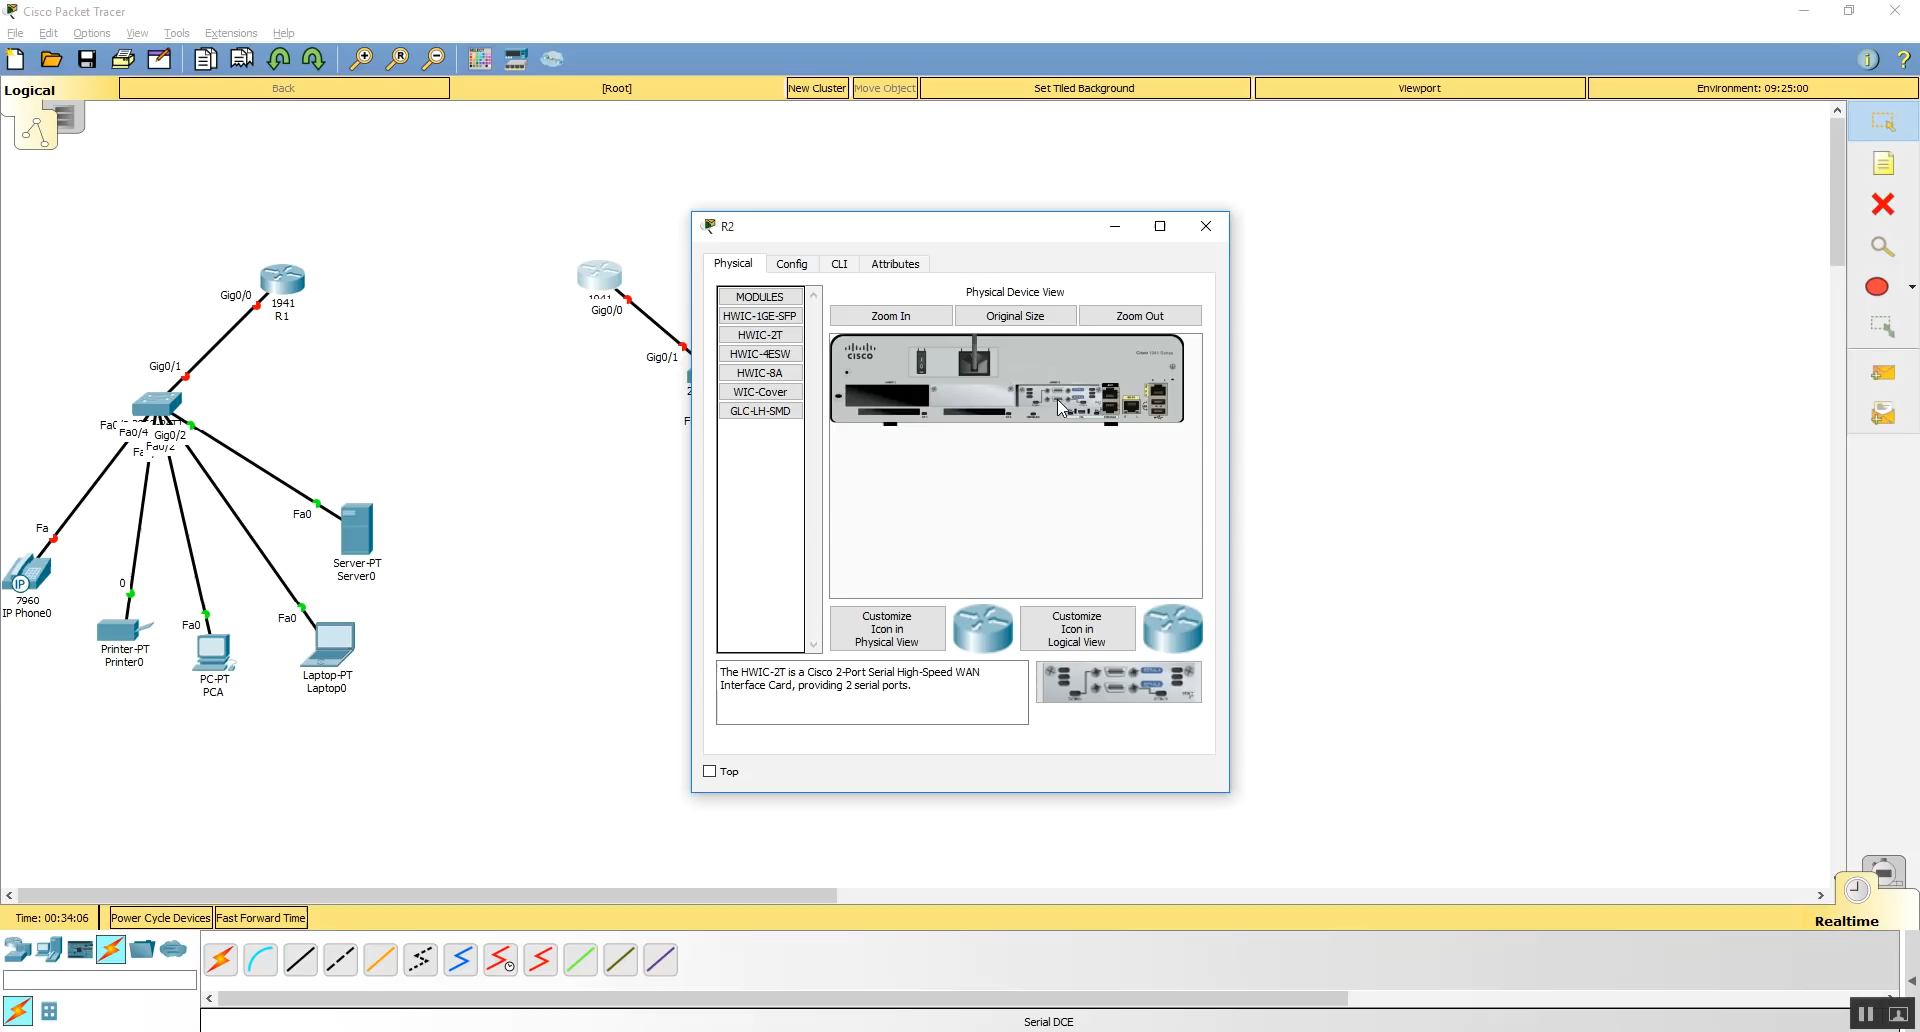 Cisco Packet Tracer
File Edit Options View Tools Extensions Help
Logical Back [Root] New Cluster Move Object Set Tiled Background Viewport Environment: 09:25:00
R2
Physical Config CLI Attributes
MODULES
HWIC-1GE-SFP
HWIC-2T
HWIC-4ESW
HWIC-8A
WIC-Cover
GLC-LH-SMD
Physical Device View
Zoom In Original Size Zoom Out
CISCO
Customize
Icon in
Physical View
Customize
Icon in
Logical View
The HWIC-2T is a Cisco 2-Port Serial High-Speed WAN
Interface Card, providing 2 serial ports.
Top
Gig0/0
1941
R1
Gig0/1
Gig0/0
Gig0/1
Fa0/4
Gig0/2
Fa0/2
Fa
IP
7960
IP Phone0
0
Printer-PT
Printer0
Fa0
PC-PT
PCA
Fa0
Laptop-PT
Laptop0
Fa0
Server-PT
Server0
Time: 00:34:06 Power Cycle Devices Fast Forward Time
Realtime
Serial DCE